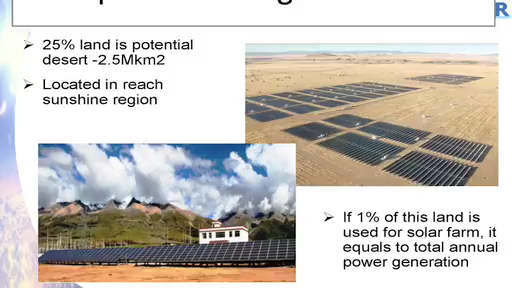 25% land is potential
desert -2.5Mkm2
Located in reach
sunshine region
If 1% of this land is
used for solar farm, it
equals to total annual
power generation